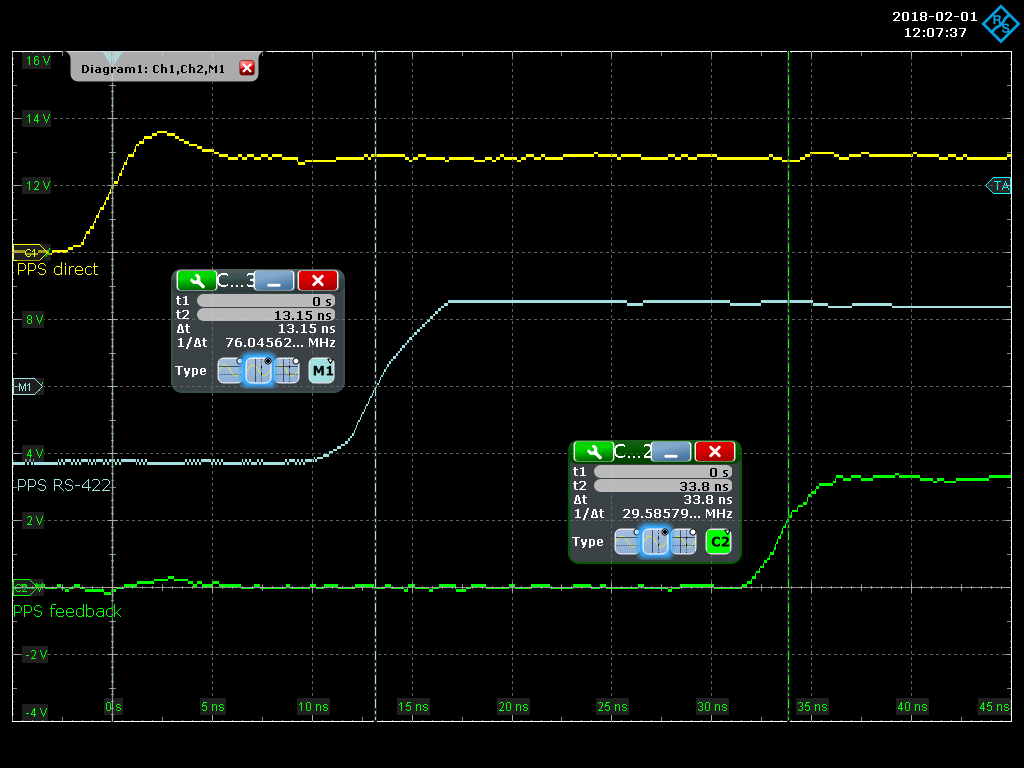 2018-02-01
12:07:37
R&S
Diagram1: Ch1,Ch2,M1
16 V
14 V
12 V
TA
C1
PPS direct
C...3
t1 0 s
t2 13.15 ns
Δt 13.15 ns
1/Δt 76.04562... MHz
Type M1
8 V
M1
4 V
PPS RS-422
C...2
t1 0 s
t2 33.8 ns
Δt 33.8 ns
1/Δt 29.58579... MHz
Type C2
2 V
C2
PPS feedback
-2 V
-4 V
0 s 5 ns 10 ns 15 ns 20 ns 25 ns 30 ns 35 ns 40 ns 45 ns